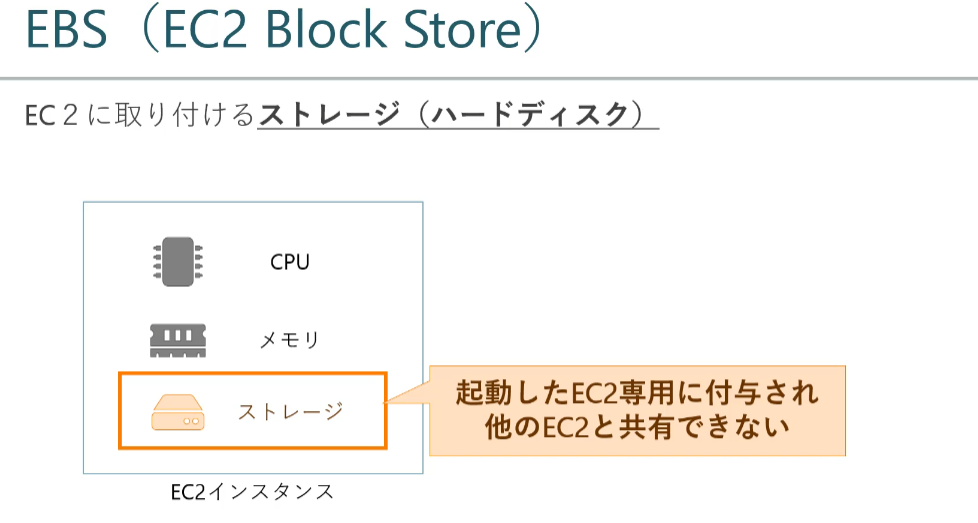 EBS（EC2 Block Store）
EC２に取り付けるストレージ（ハードディスク）
CPU
メモリ
ストレージ
起動したEC2専用に付与され
他のEC2と共有できない
EC2インスタンス